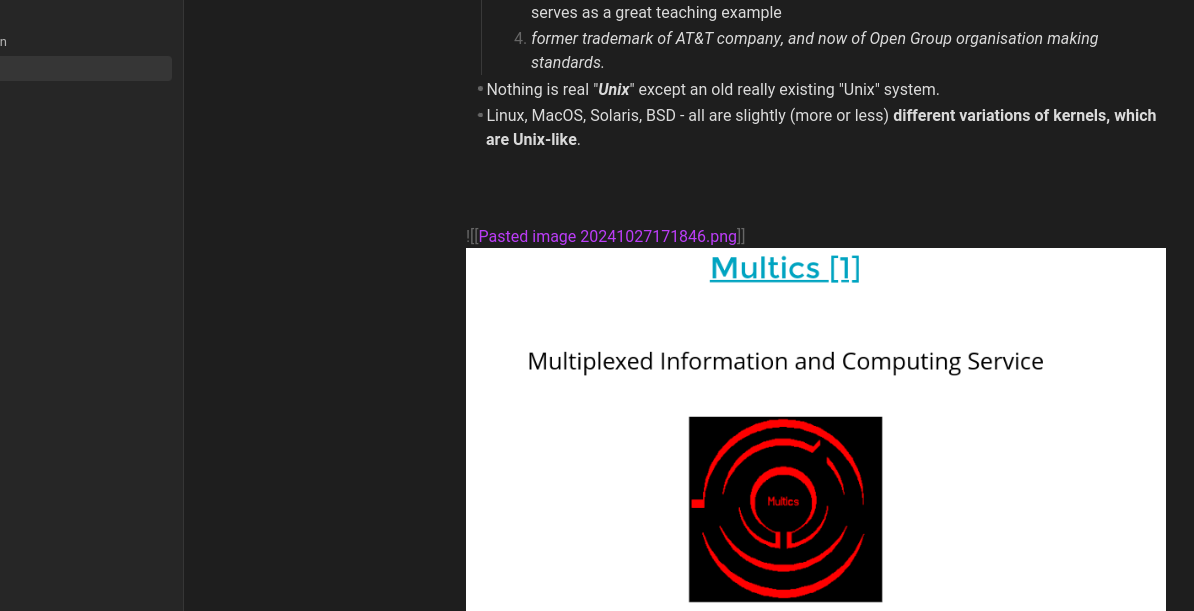 serves as a great teaching example
n
4. former trademark of AT&T company, and now of Open Group organisation making
standards.
Nothing is real "Unix" except an old really existing "Unix" system.
Linux, MacOS, Solaris, BSD - all are slightly (more or less) different variations of kernels, which
are Unix-like.
![[Pasted image 20241027171846.png]]
Multics [1]
Multiplexed Information and Computing Service
Multics